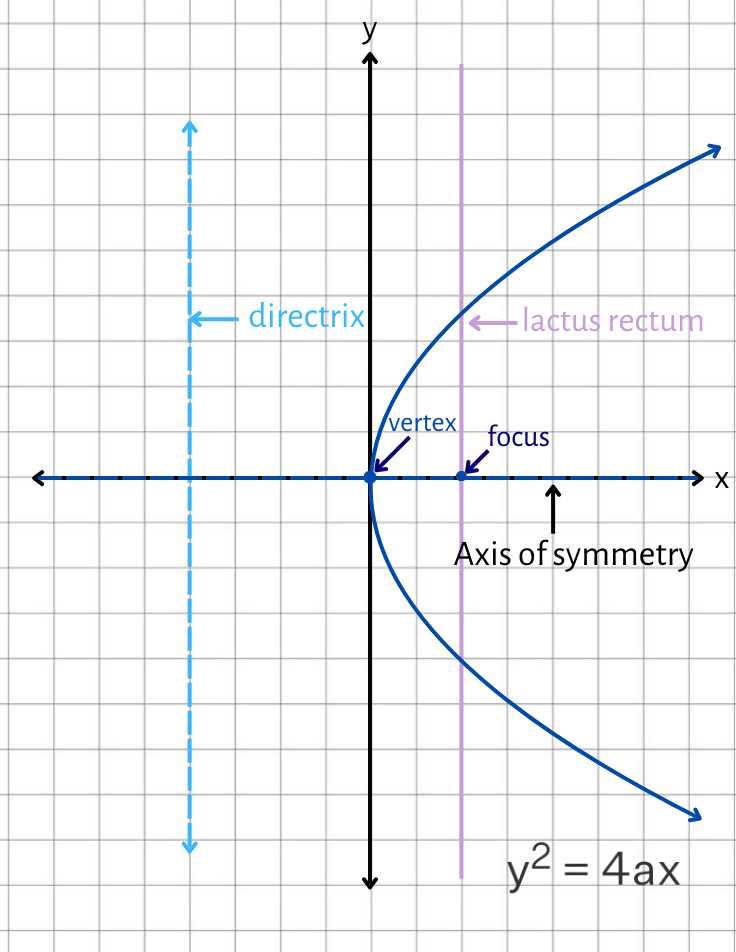 y
directrix
lactus rectum
vertex
focus
x
Axis of symmetry
y² = 4ax